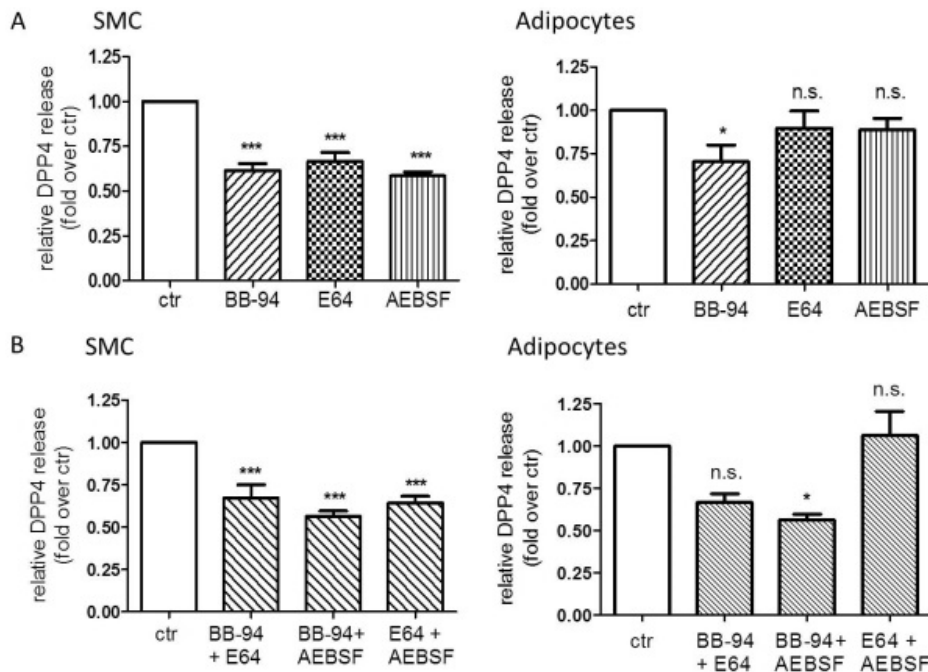 A SMC Adipocytes
relative DPP4 release
(fold over ctr)
1.25
1.00
0.75
0.50
0.25
0.00
*** *** ***
ctr BB-94 E64 AEBSF
relative DPP4 release
(fold over ctr)
1.25
1.00
0.75
0.50
0.25
0.00
* n.s. n.s.
ctr BB-94 E64 AEBSF
B SMC Adipocytes
relative DPP4 release
(fold over ctr)
1.25
1.00
0.75
0.50
0.25
0.00
*** *** ***
ctr BB-94 BB-94+ E64 +
+ E64 AEBSF AEBSF
relative DPP4 release
(fold over ctr)
1.25
1.00
0.75
0.50
0.25
0.00
n.s. * n.s.
ctr BB-94 BB-94+ E64 +
+ E64 AEBSF AEBSF